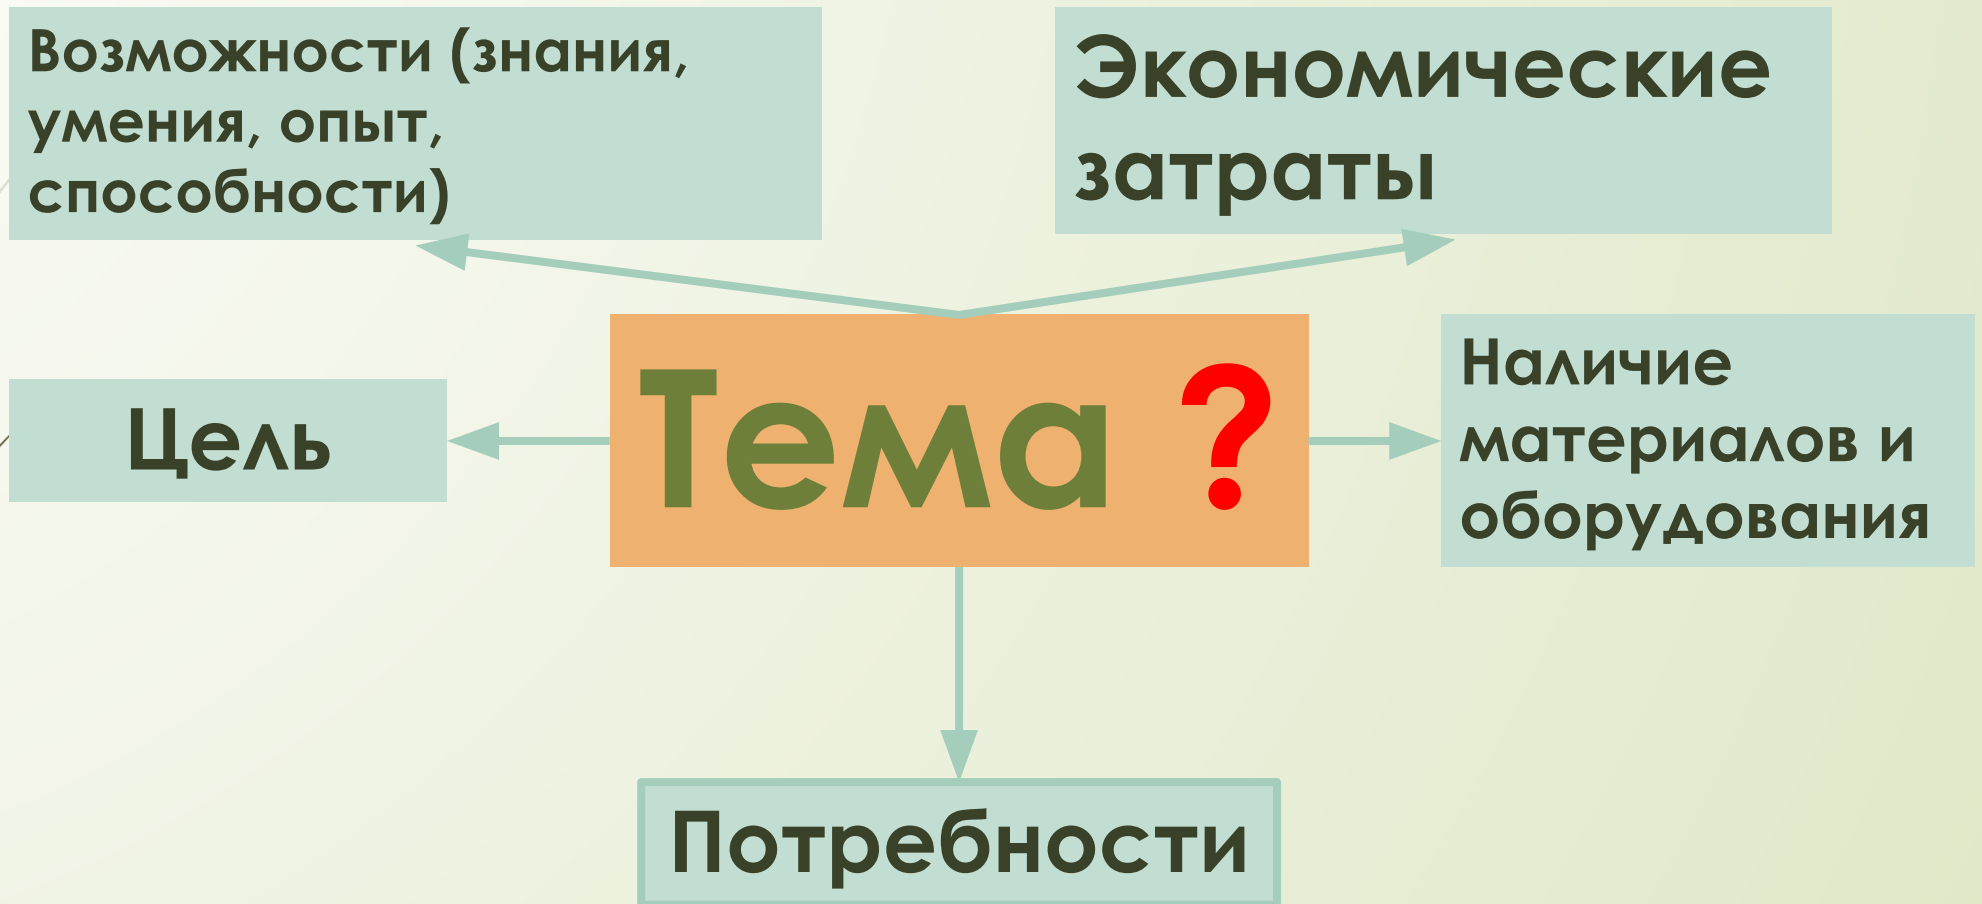 Возможности (знания,
умения, опыт,
способности)
Экономические
затраты
Цель
Тема ?
Наличие
материалов и
оборудования
Потребности